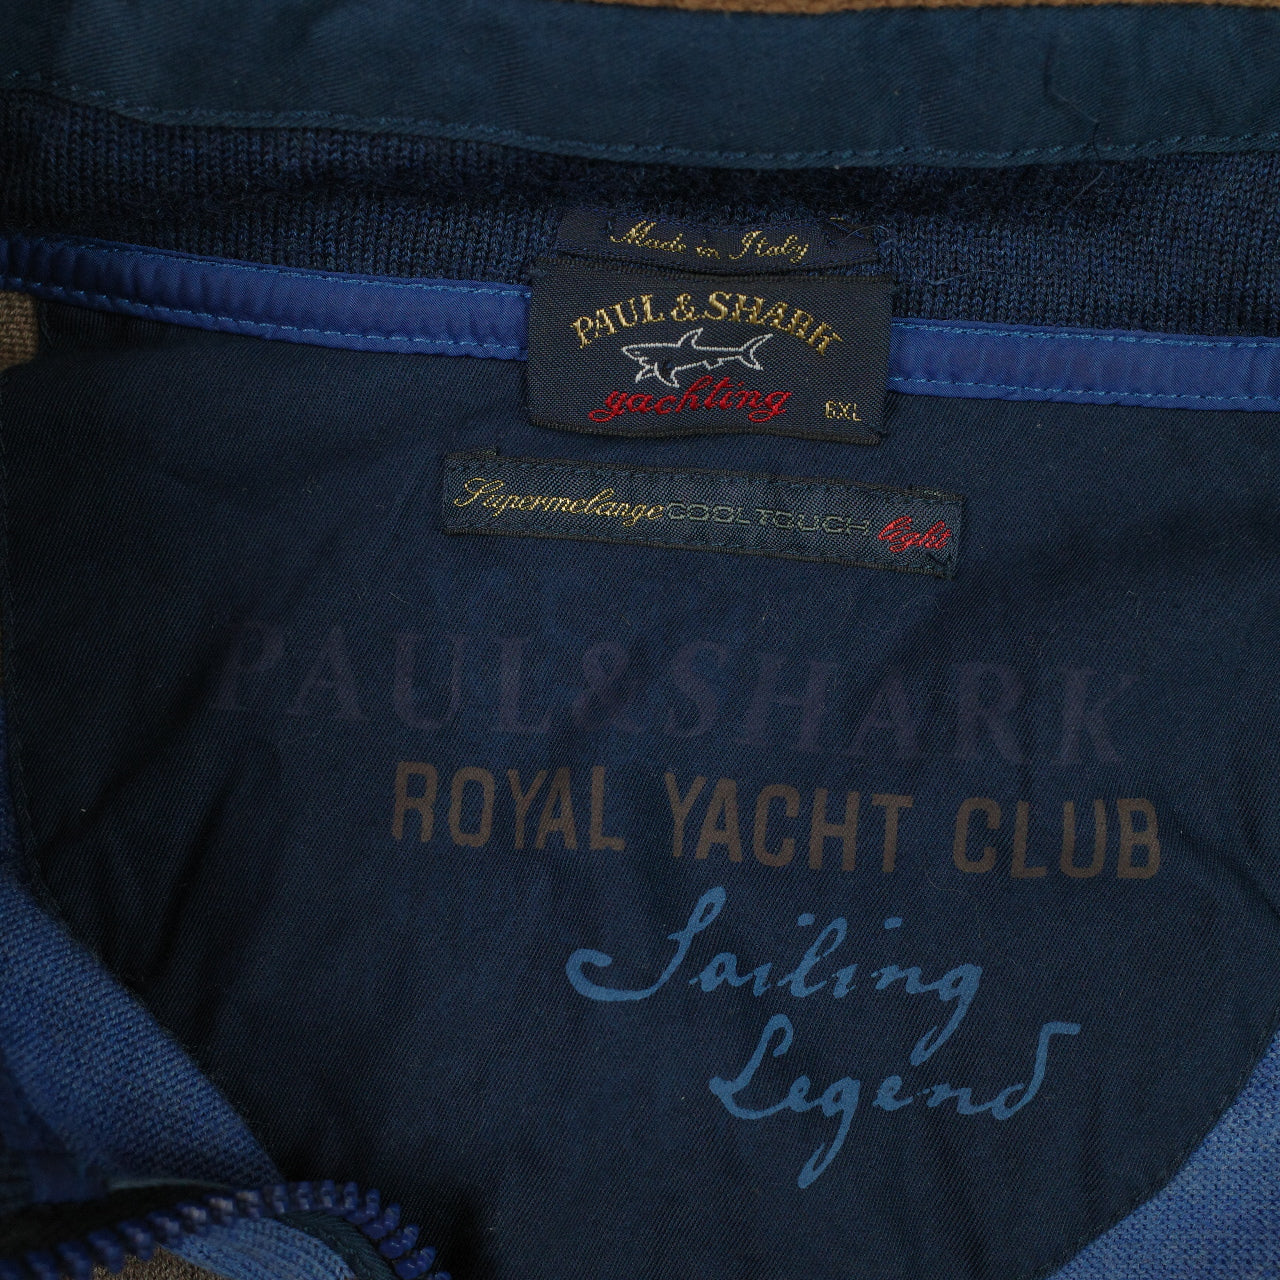 Made in Italy
PAUL & SHARK
yachting 6XL
Supermelange COOL TOUCH light
PAUL & SHARK
ROYAL YACHT CLUB
Sailing
Legend